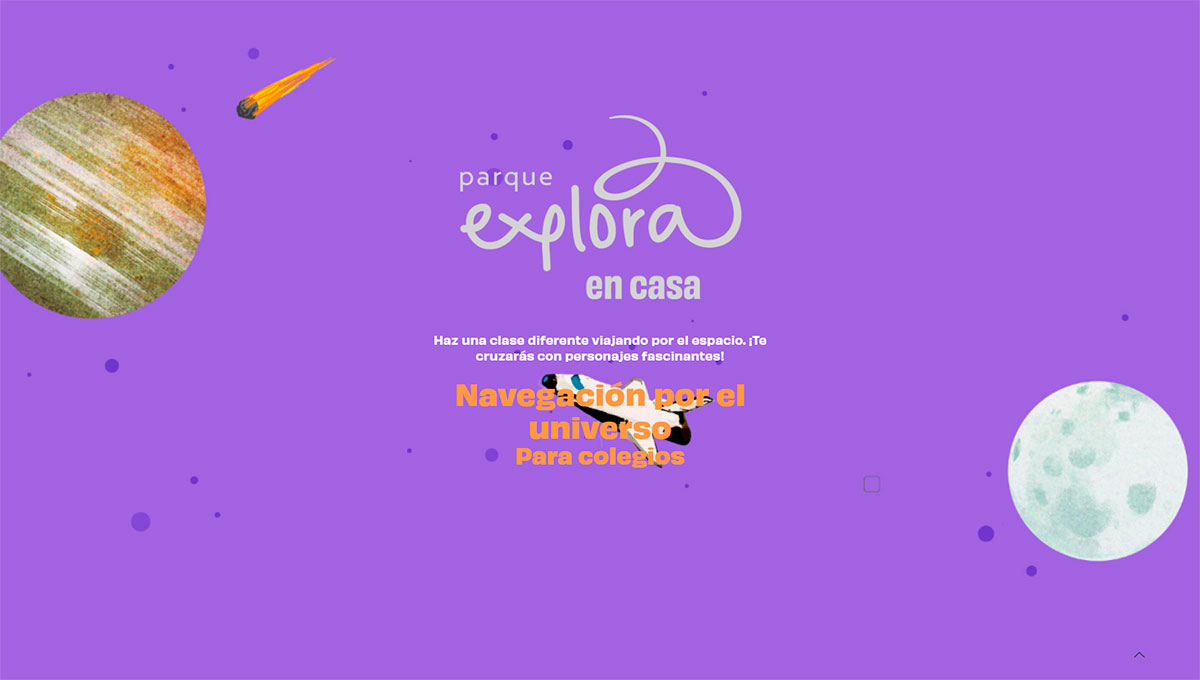 parque
explora
en casa
Haz una clase diferente viajando por el espacio. ¡Te
cruzarás con personajes fascinantes!
Navegación por el
universo
Para colegios